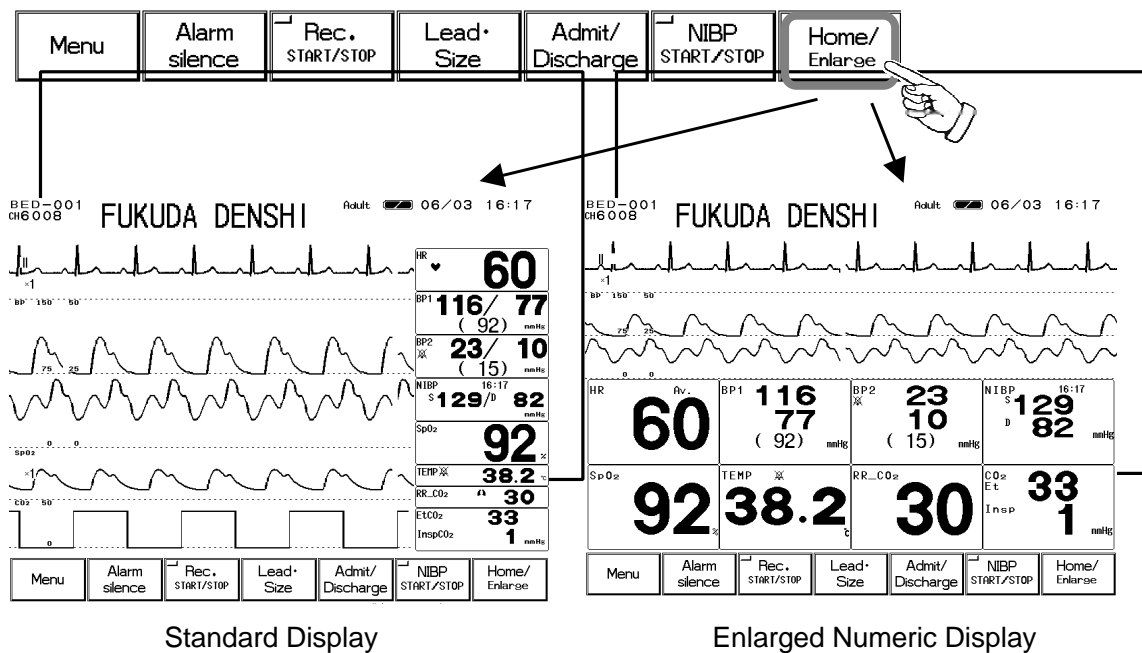 Menu
Alarm silence
Rec. START/STOP
Lead・Size
Admit/Discharge
NIBP START/STOP
Home/Enlarge
BED-001
CH6008
FUKUDA DENSHI
Adult 06/03 16:17
II
×1
HR 60
BP 150 50
BP1 116/ 77
( 92) mmHg
BP2 23/ 10
( 15) mmHg
75 25
NIBP 16:17
S129/D 82
mmHg
0 0
SpO2 92 %
SpO2
×1
TEMP 38.2 ℃
RR_CO2 30
CO2 50
EtCO2 33
InspCO2 1 mmHg
0
Menu
Alarm silence
Rec. START/STOP
Lead・Size
Admit/Discharge
NIBP START/STOP
Home/Enlarge
Standard Display
BED-001
CH6008
FUKUDA DENSHI
Adult 06/03 16:17
II
×1
BP 150 50
75 25
0 0
HR Av.
60
BP1 116
77
( 92) mmHg
BP2 23
10
( 15) mmHg
NIBP 16:17
S 129
D 82 mmHg
SpO2
92 %
TEMP
38.2 ℃
RR_CO2
30
CO2
Et 33
Insp 1 mmHg
Menu
Alarm silence
Rec. START/STOP
Lead・Size
Admit/Discharge
NIBP START/STOP
Home/Enlarge
Enlarged Numeric Display